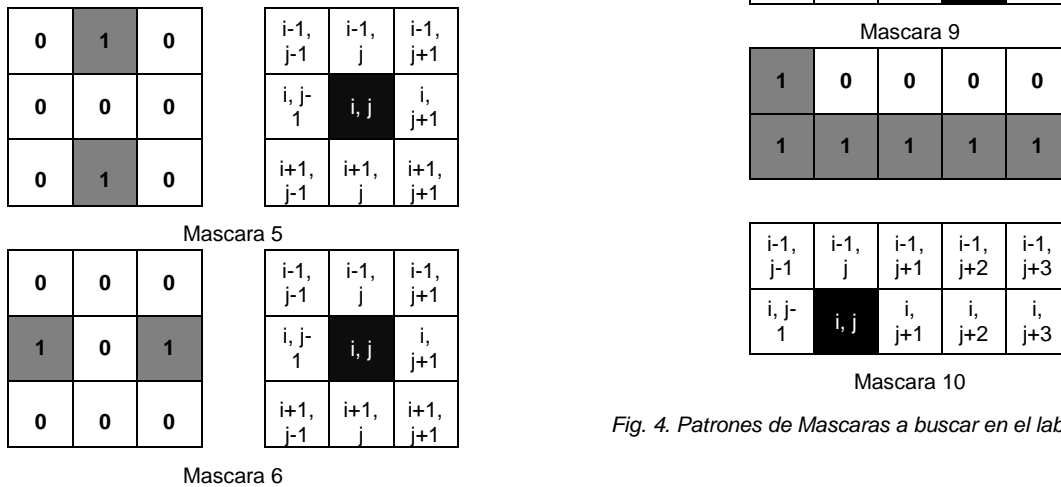 0 1 0
0 0 0
0 1 0
i-1, i-1, i-1,
j-1 j j+1
i, j- i, j i,
1 j+1
i+1, i+1, i+1,
j-1 j j+1
Mascara 5
0 0 0
1 0 1
0 0 0
i-1, i-1, i-1,
j-1 j j+1
i, j- i, j i,
1 j+1
i+1, i+1, i+1,
j-1 j j+1
Mascara 6
Mascara 9
1 0 0 0 0
1 1 1 1 1
i-1, i-1, i-1, i-1, i-1,
j-1 j j+1 j+2 j+3
i, j- i, j i, i, i,
1 j+1 j+2 j+3
Mascara 10
Fig. 4. Patrones de Mascaras a buscar en el